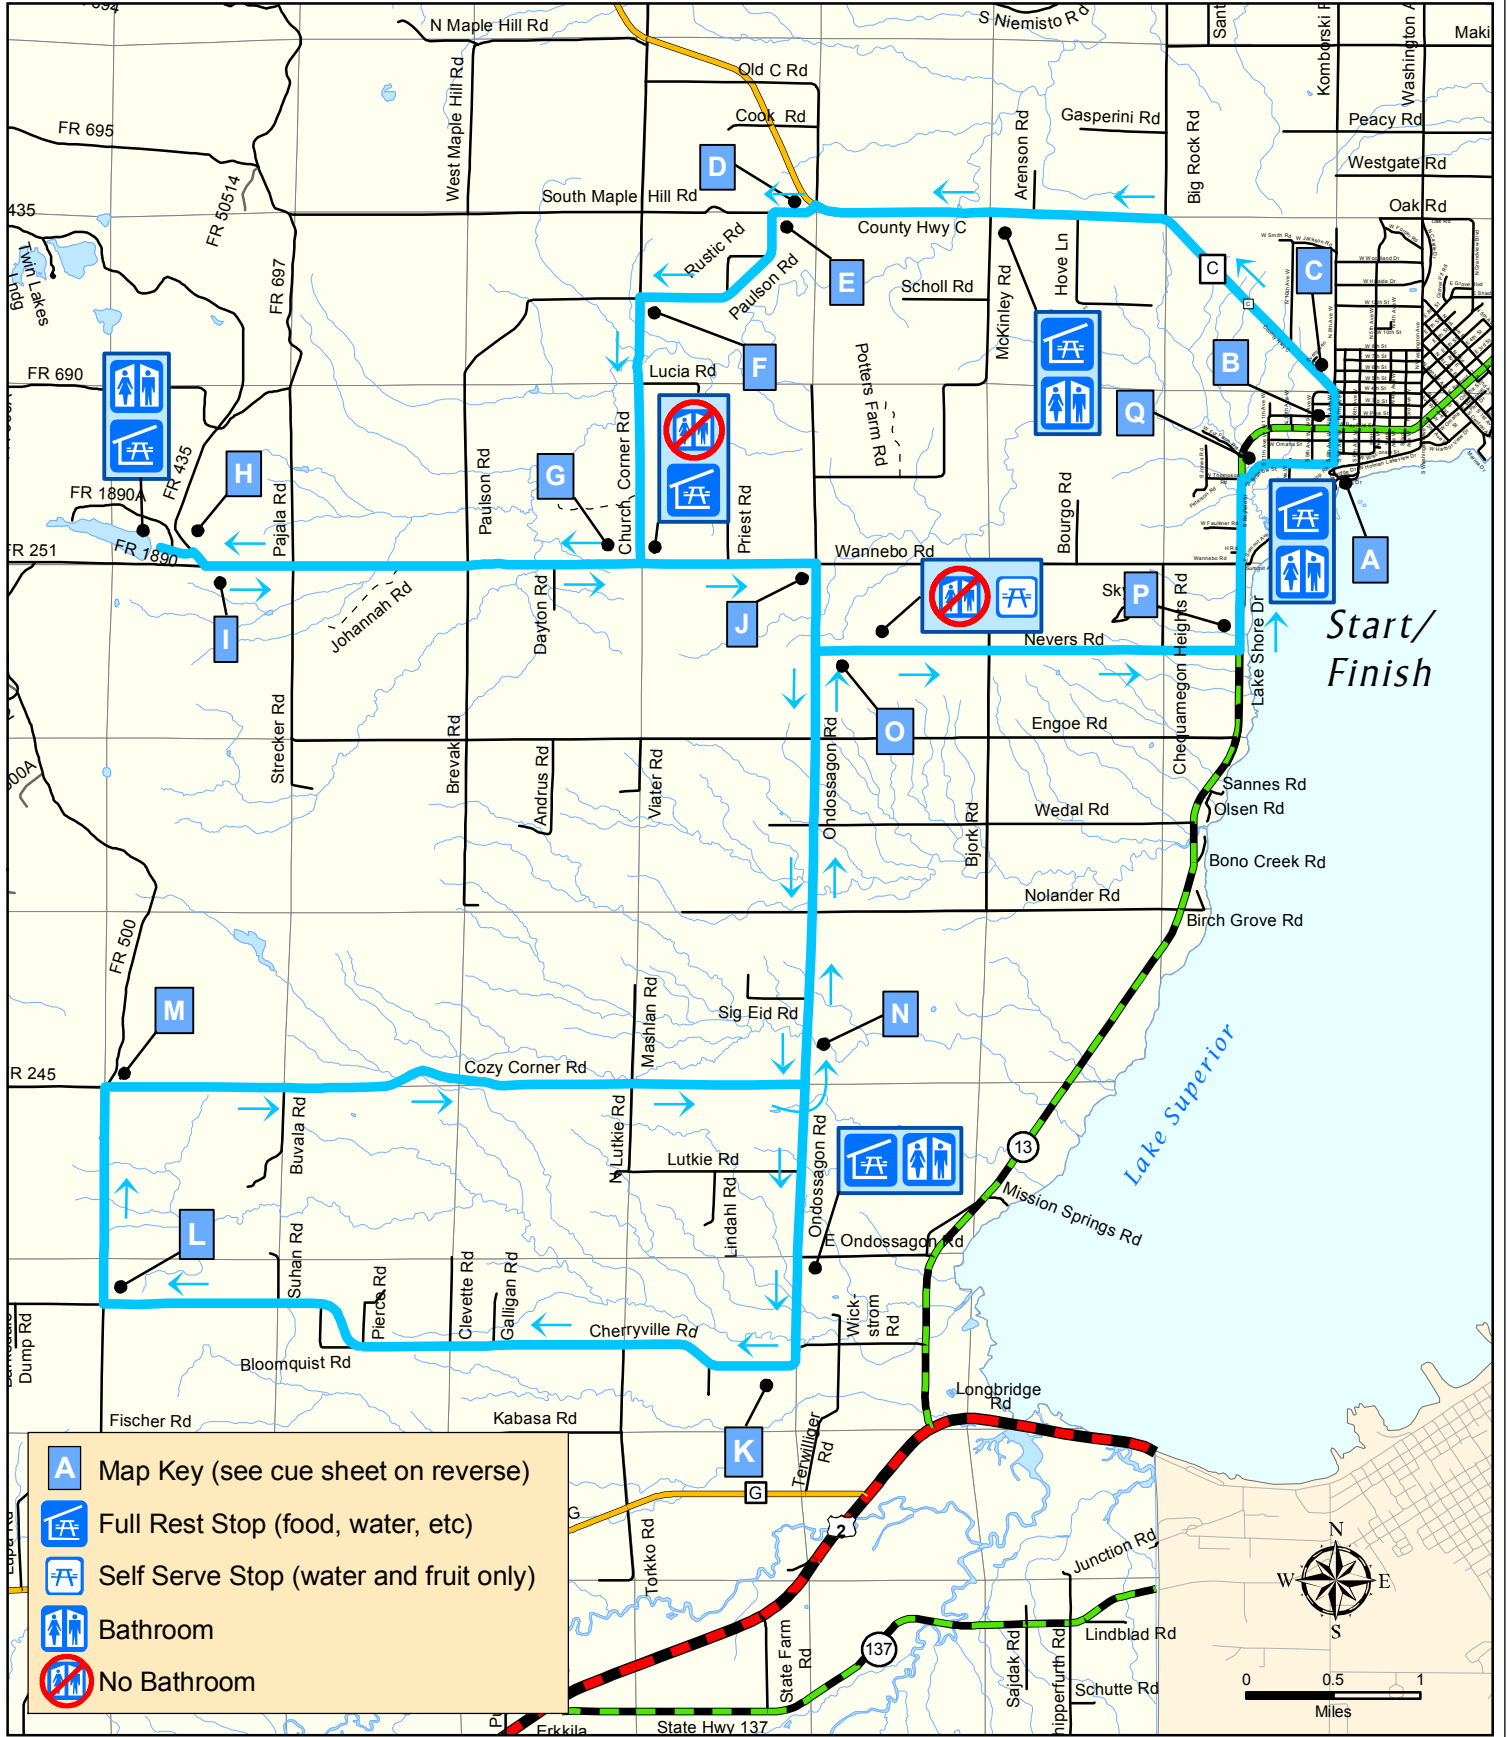 N Maple Hill Rd
S Niemisto Rd
Old C Rd
Cook Rd
West Maple Hill Rd
Komborski R
Washington A
Maki
FR 695
Gasperini Rd
Peacy Rd
Arenson Rd
Big Rock Rd
Westgate Rd
D
FR 50514
South Maple Hill Rd
435
Oak Rd
County Hwy C
Rustic Rd
Paulson Rd
E
Hove Ln
C
C
Twin Lakes
Lndg
FR 697
Scholl Rd
McKinley Rd
F
B
Lucia Rd
Potters Farm Rd
FR 690
Q
Church Corner Rd
G
H
FR 435
FR 1890A
Pajala Rd
Paulson Rd
Priest Rd
Bourgo Rd
FR 251
FR 1890
Wannebo Rd
A
I
Johannah Rd
Dayton Rd
J
Sky
P
Chequamegon Heights Rd
Lake Shore Dr
Nevers Rd
Start/
Finish
O
Strecker Rd
Brevak Rd
Andrus Rd
Viater Rd
Ondossagon Rd
Engoe Rd
Sannes Rd
Olsen Rd
Wedal Rd
Bjork Rd
Bono Creek Rd
Nolander Rd
Birch Grove Rd
FR 500
M
Mashlan Rd
Sig Eid Rd
N
Lake Superior
R 245
Cozy Corner Rd
Buvala Rd
N Lutkie Rd
Lutkie Rd
Lindahl Rd
Ondossagon Rd
13
Mission Springs Rd
L
E Ondossagon Rd
Suhan Rd
Pierce Rd
Clevette Rd
Galligan Rd
Wick-
strom
Rd
Cherryville Rd
Dump Rd
Bloomquist Rd
Longbridge
Rd
Fischer Rd
Kabasa Rd
K
Terwilliger
Rd
G
G
2
Torkko Rd
A Map Key (see cue sheet on reverse)
Full Rest Stop (food, water, etc)
Self Serve Stop (water and fruit only)
Bathroom
No Bathroom
Junction Rd
N
W E
S
State Farm
Rd
137
Sajdak Rd
Lindblad Rd
Schutte Rd
0 0.5 1
Miles
Erkkila
State Hwy 137